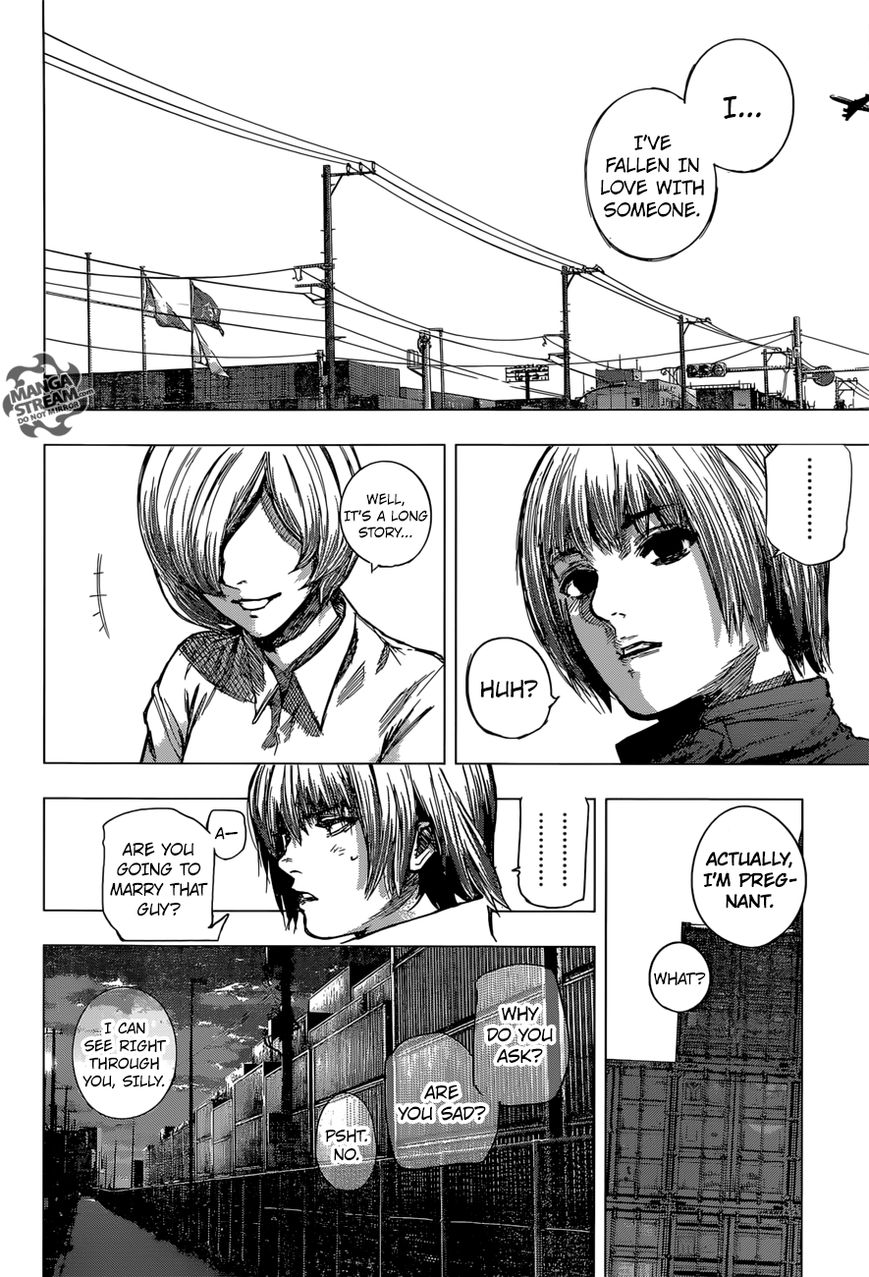 I...
I'VE
FALLEN IN
LOVE WITH
SOMEONE.
MANGA
STREAM.com
DO NOT MIRROR
.........
HUH?
WELL,
IT'S A LONG
STORY...
ACTUALLY,
I'M PREG-
NANT.
WHAT?
.........
A—
ARE YOU
GOING TO
MARRY THAT
GUY?
WHY
DO YOU
ASK?
ARE
YOU SAD?
PSHT.
NO.
I CAN
SEE RIGHT
THROUGH
YOU, SILLY.